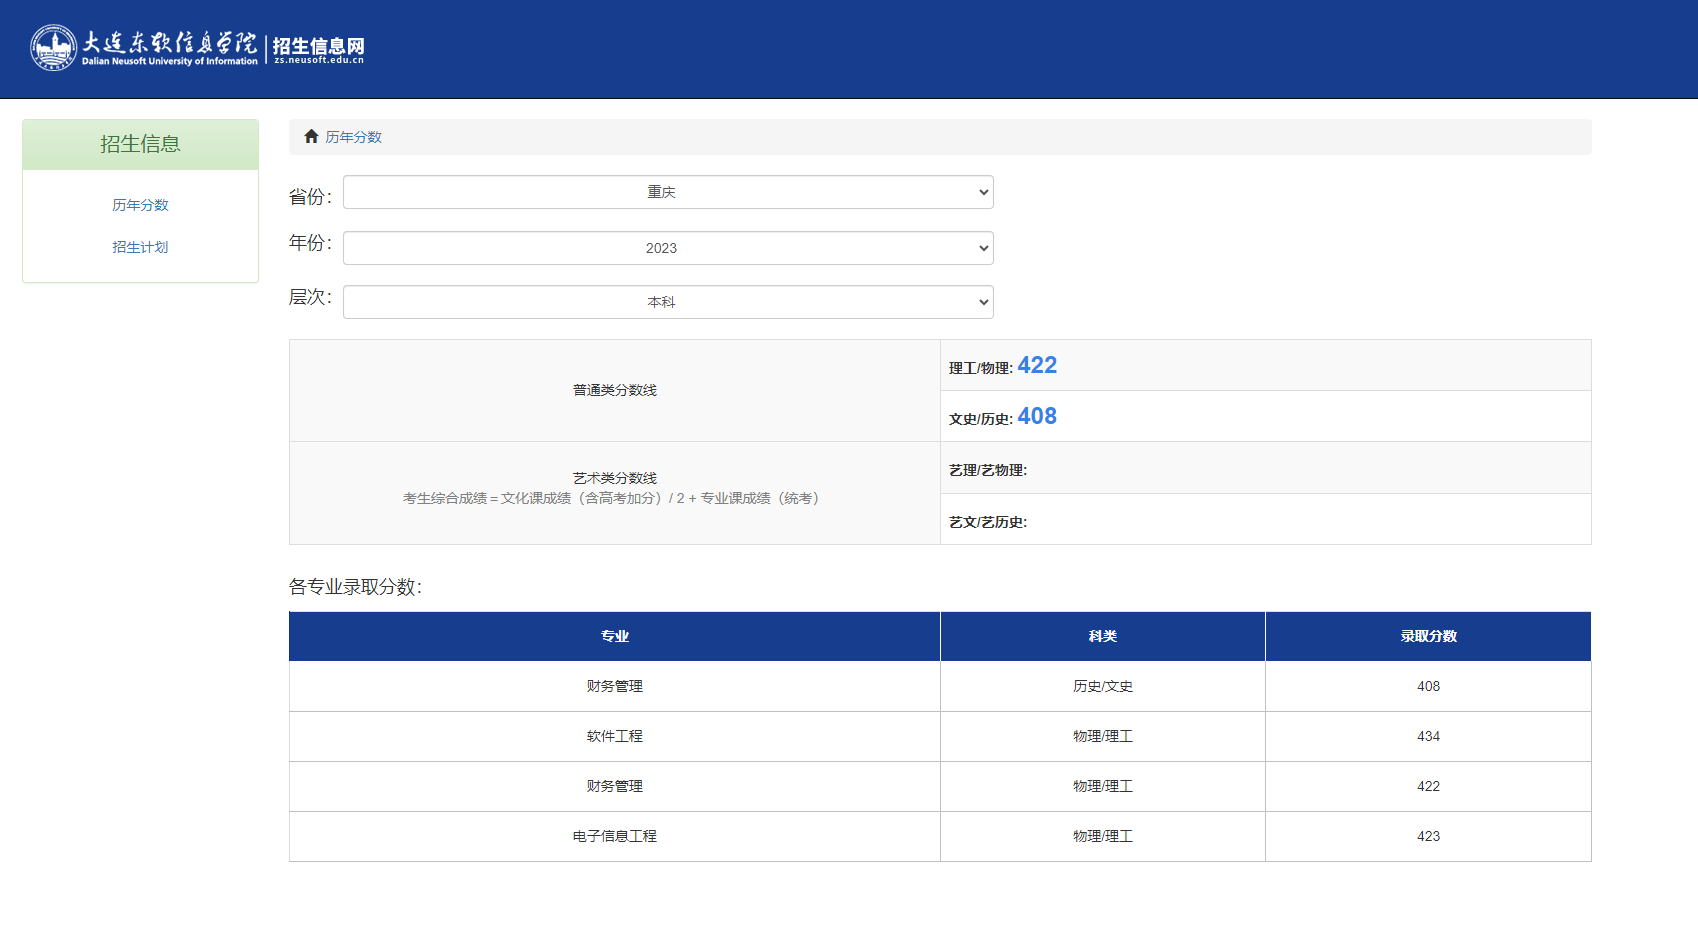 大连东软信息学院
Dalian Neusoft University of Information
招生信息网
zs.neusoft.edu.cn
招生信息
历年分数
招生计划
历年分数
省份：
重庆
年份：
2023
层次：
本科
普通类分数线
理工/物理: 422
文史/历史: 408
艺术类分数线
考生综合成绩 = 文化课成绩（含高考加分）/ 2 + 专业课成绩（统考）
艺理/艺物理:
艺文/艺历史:
各专业录取分数：
专业 科类 录取分数
财务管理 历史/文史 408
软件工程 物理/理工 434
财务管理 物理/理工 422
电子信息工程 物理/理工 423